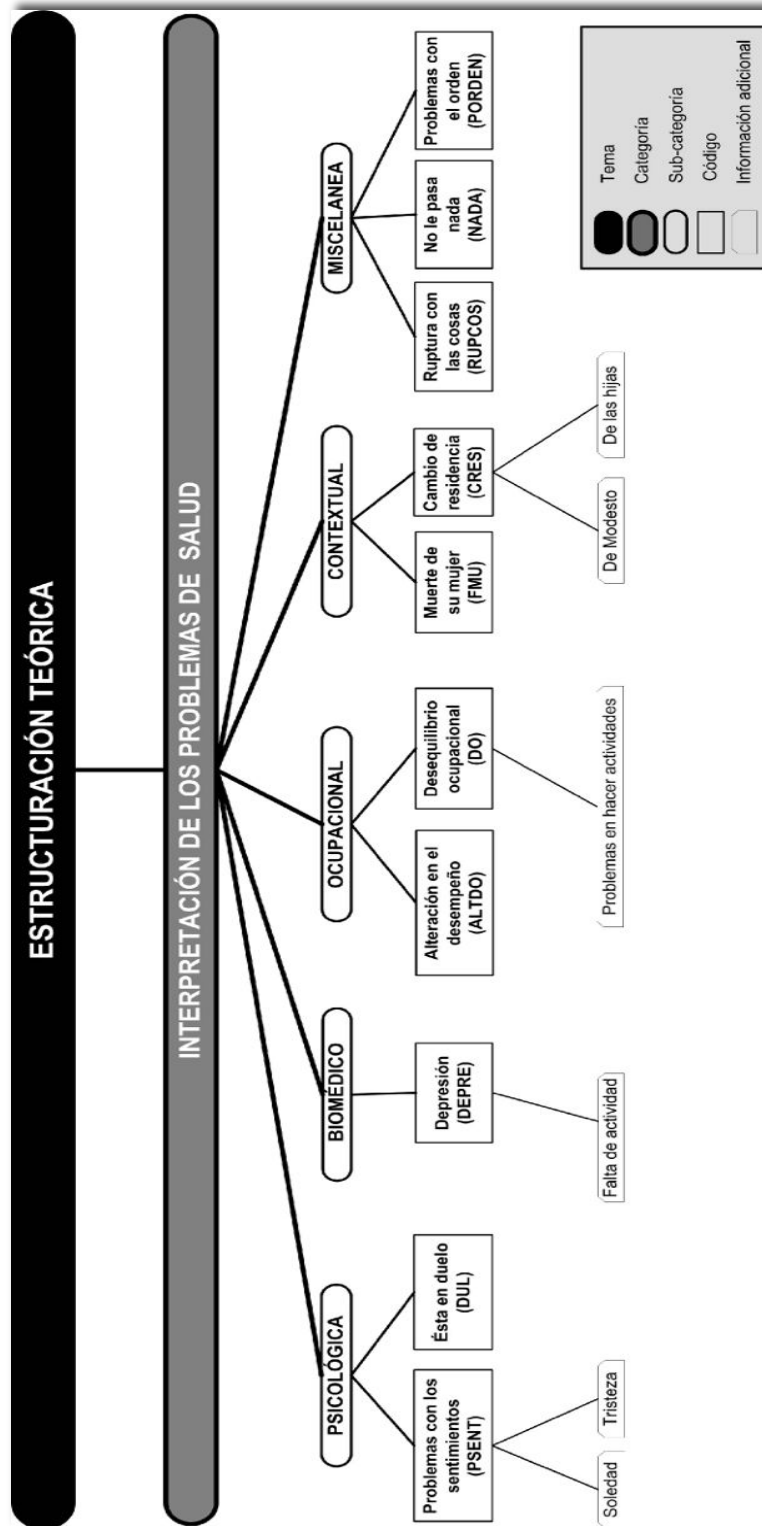 ESTRUCTURACIÓN TEÓRICA
INTERPRETACIÓN DE LOS PROBLEMAS DE SALUD
PSICOLÓGICA
BIOMÉDICO
OCUPACIONAL
CONTEXTUAL
MISCELANEA
Problemas con los
sentimientos
(PSENT)
Ésta en duelo
(DUL)
Depresión
(DEPRE)
Alteración en el
desempeño
(ALTDO)
Desequilibrio
ocupacional
(DO)
Muerte de
su mujer
(FMU)
Cambio de
residencia
(CRES)
Ruptura con
las cosas
(RUPCOS)
No le pasa
nada
(NADA)
Problemas con
el orden
(PORDEN)
Soledad
Tristeza
Falta de actividad
Problemas en hacer actividades
De Modesto
De las hijas
Tema
Categoría
Sub-categoría
Código
Información adicional